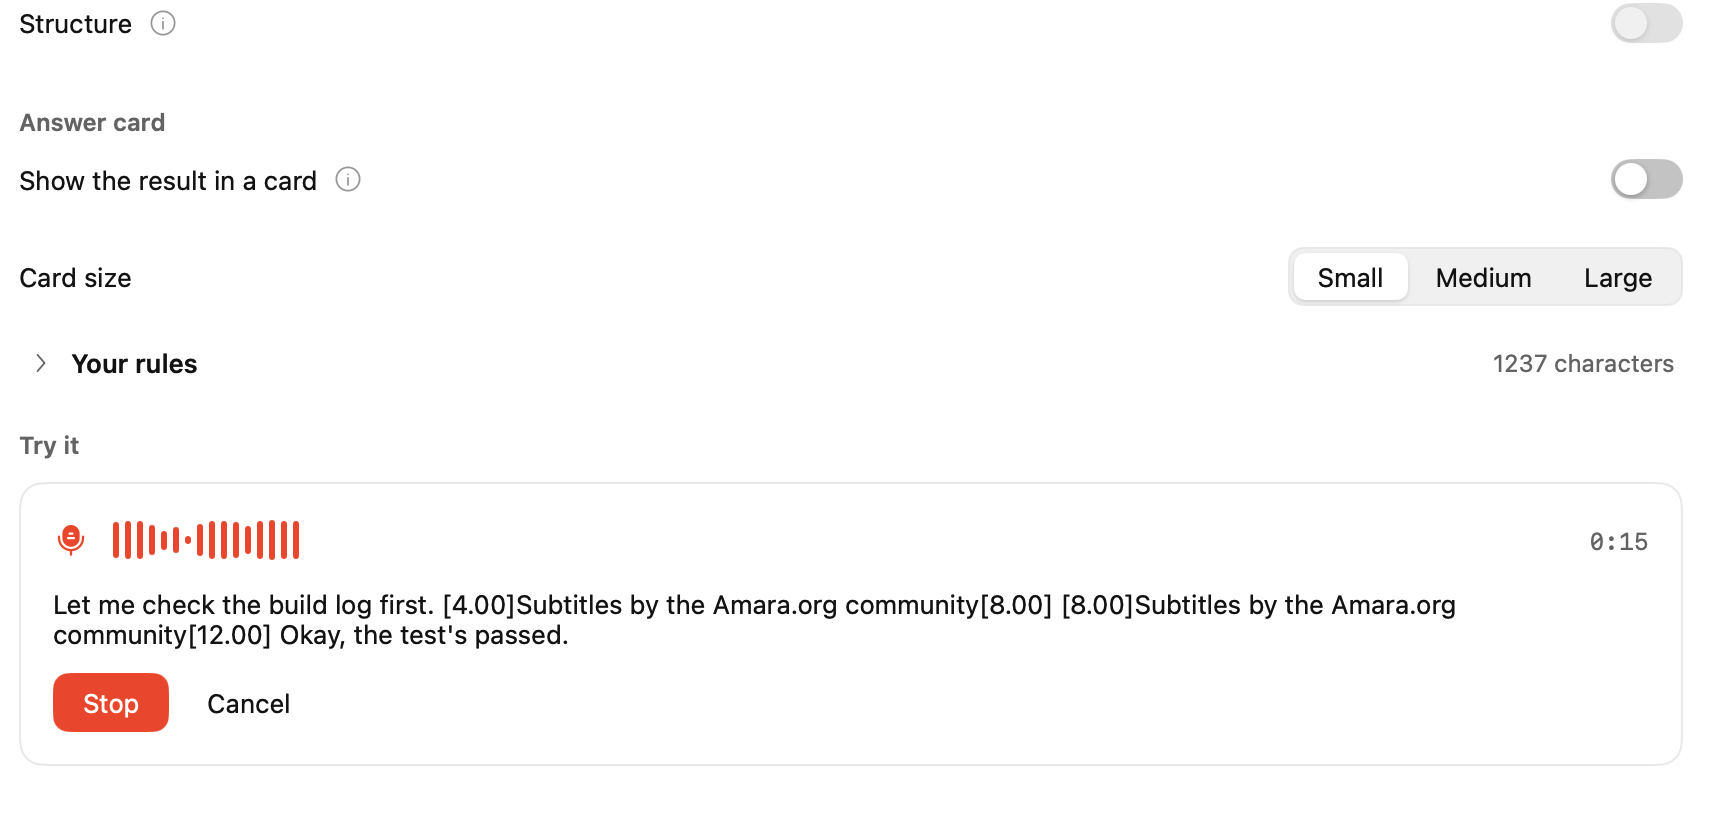 Structure
Answer card
Show the result in a card
Card size
Small Medium Large
Your rules
1237 characters
Try it
0:15
Let me check the build log first. [4.00]Subtitles by the Amara.org community[8.00] [8.00]Subtitles by the Amara.org
community[12.00] Okay, the test's passed.
Stop Cancel